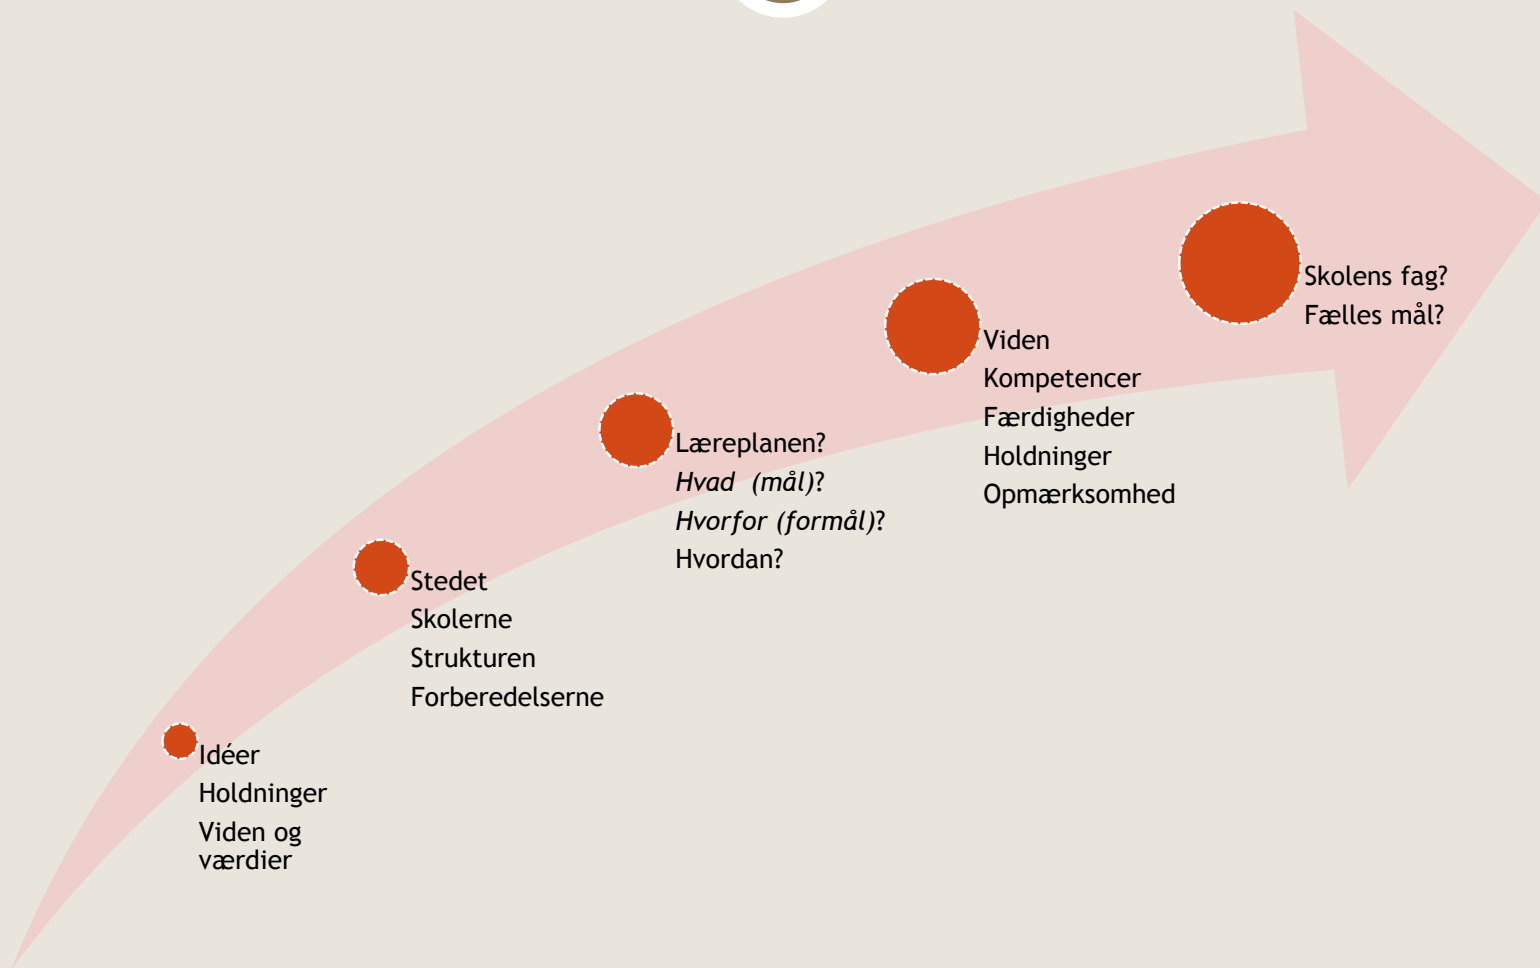 Idéer
Holdninger
Viden og
værdier
Stedet
Skolerne
Strukturen
Forberedelserne
Læreplanen?
Hvad  (mål)?
Hvorfor (formål)?
Hvordan?
Viden
Kompetencer
Færdigheder
Holdninger
Opmærksomhed
Skolens fag?
Fælles mål?